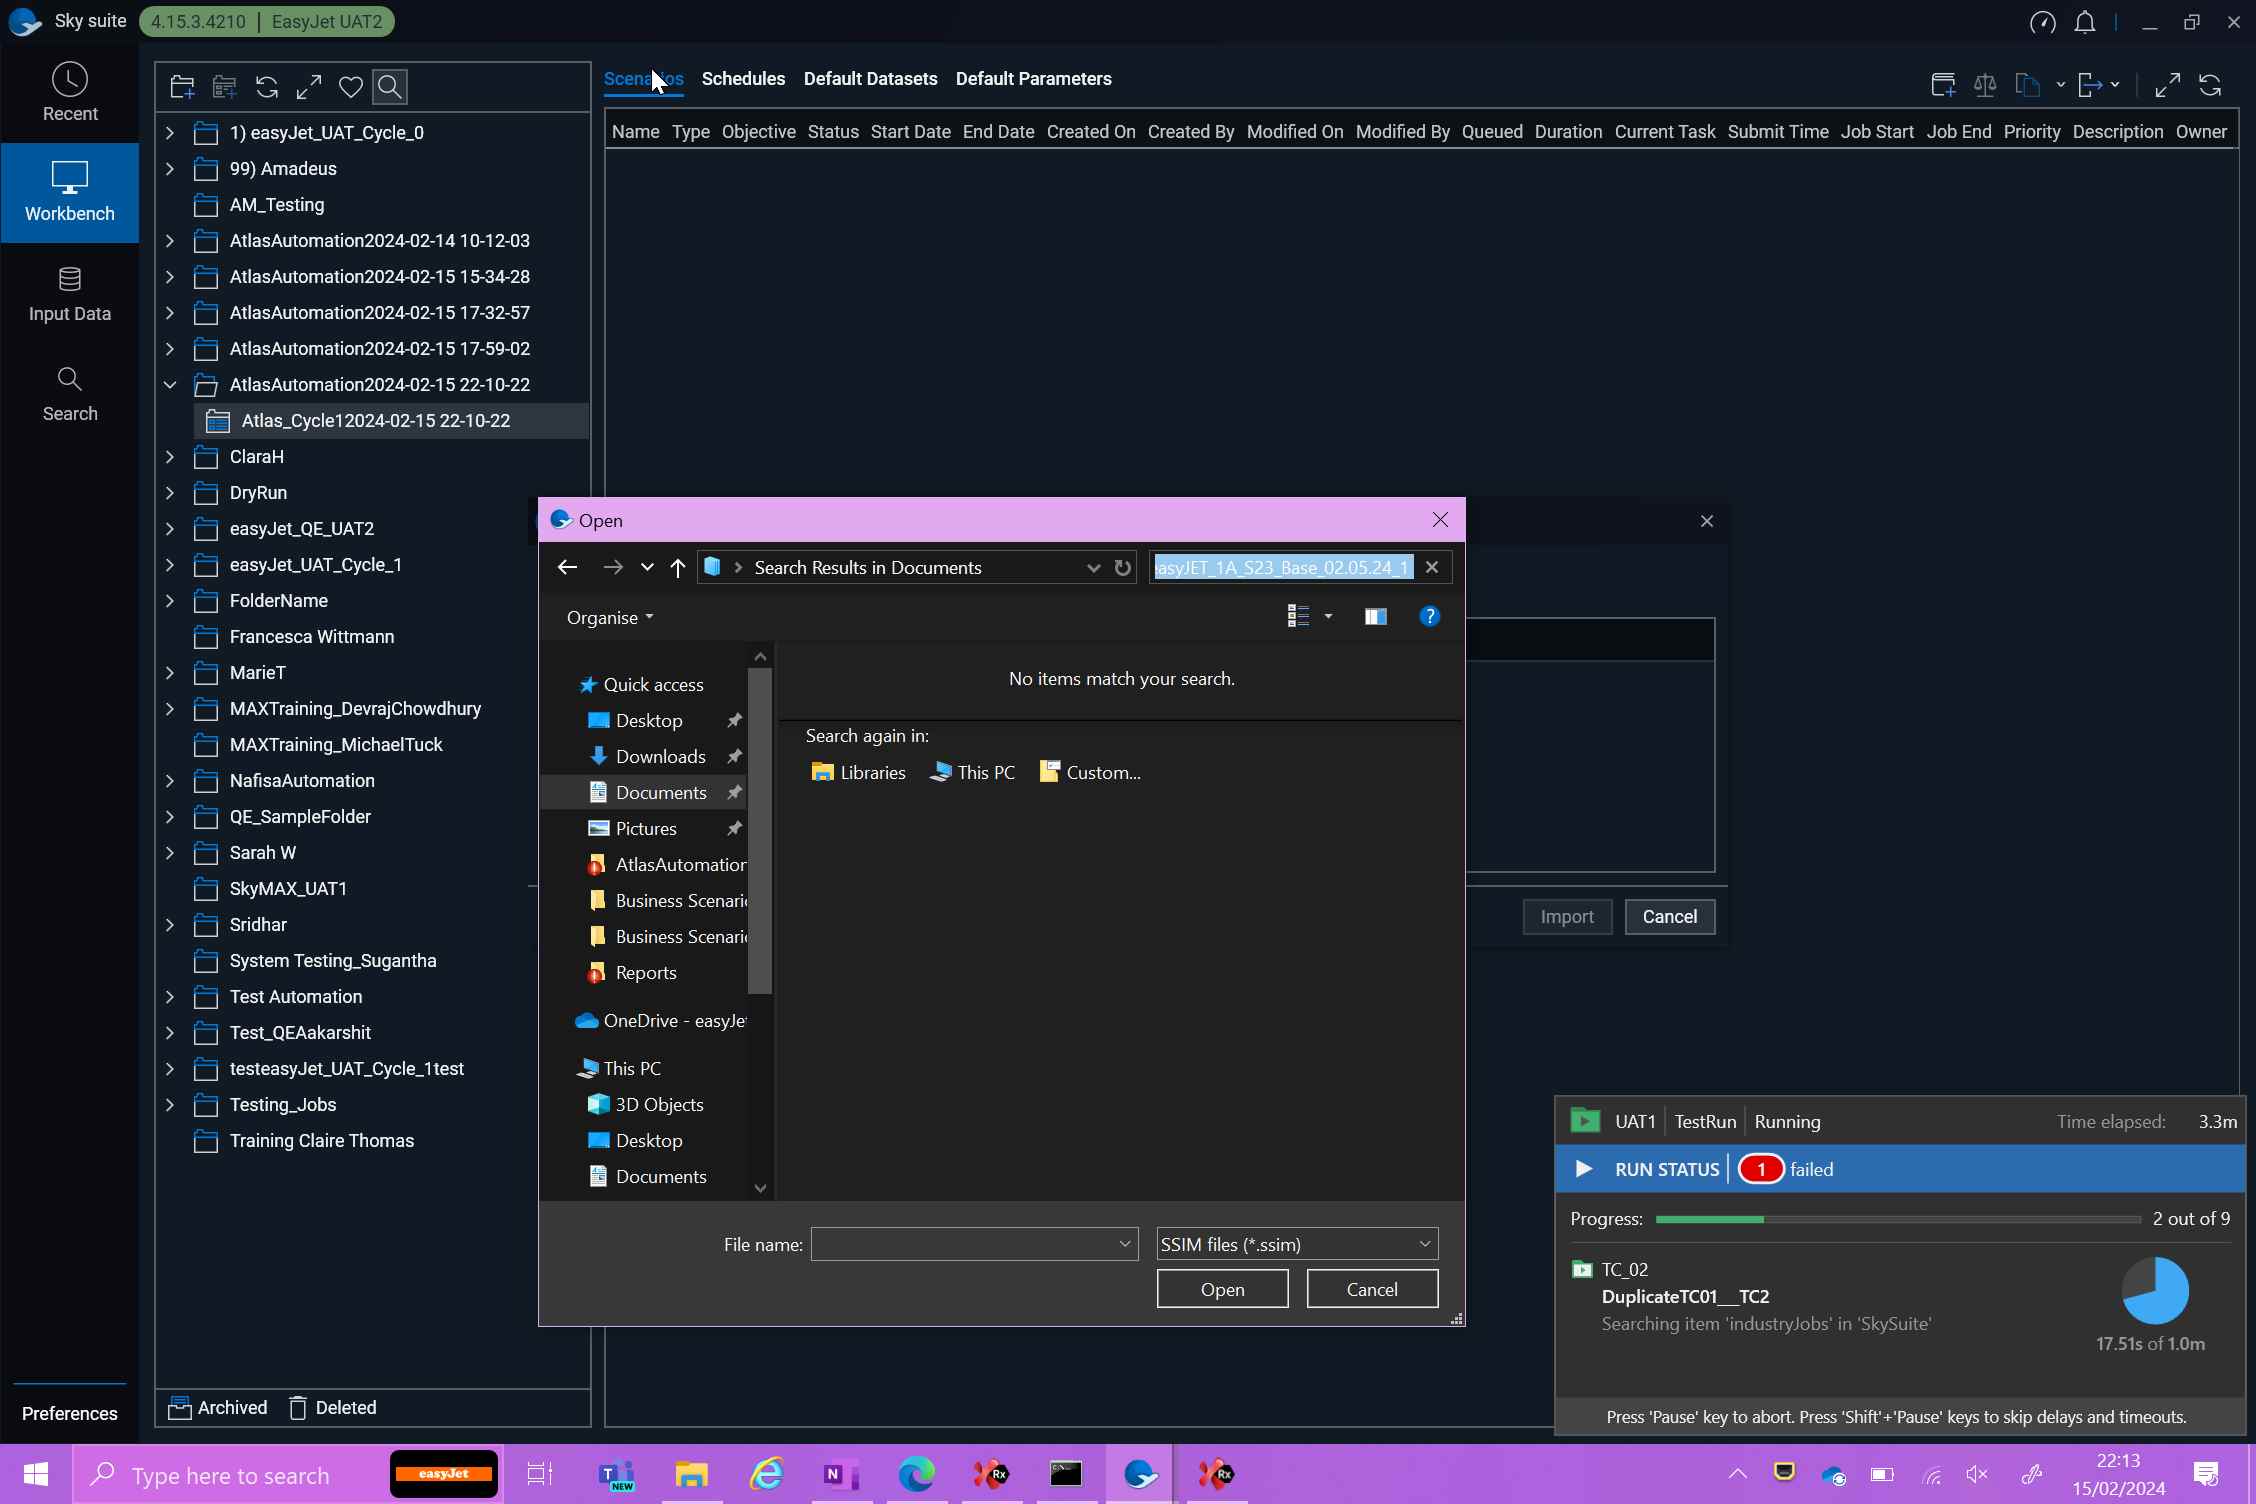 Sky suite 4.15.3.4210 | EasyJet UAT2
Recent
Workbench
Input Data
Search
Preferences
1) easyJet_UAT_Cycle_0
99) Amadeus
AM_Testing
AtlasAutomation2024-02-14 10-12-03
AtlasAutomation2024-02-15 15-34-28
AtlasAutomation2024-02-15 17-32-57
AtlasAutomation2024-02-15 17-59-02
AtlasAutomation2024-02-15 22-10-22
Atlas_Cycle12024-02-15 22-10-22
ClaraH
DryRun
easyJet_QE_UAT2
easyJet_UAT_Cycle_1
FolderName
Francesca Wittmann
MarieT
MAXTraining_DevrajChowdhury
MAXTraining_MichaelTuck
NafisaAutomation
QE_SampleFolder
Sarah W
SkyMAX_UAT1
Sridhar
System Testing_Sugantha
Test Automation
Test_QEAakarshit
testeasyJet_UAT_Cycle_1test
Testing_Jobs
Training Claire Thomas
Archived Deleted
Scenarios Schedules Default Datasets Default Parameters
Name Type Objective Status Start Date End Date Created On Created By Modified On Modified By Queued Duration Current Task Submit Time Job Start Job End Priority Description Owner
Open
Search Results in Documents
easyJET_1A_S23_Base_02.05.24_1
Organise
Quick access
Desktop
Downloads
Documents
Pictures
AtlasAutomation
Business Scenari
Business Scenari
Reports
OneDrive - easyJe
This PC
3D Objects
Desktop
Documents
No items match your search.
Search again in:
Libraries This PC Custom...
File name:
SSIM files (*.ssim)
Open Cancel
Import Cancel
UAT1 | TestRun | Running Time elapsed: 3.3m
RUN STATUS | 1 failed
Progress: 2 out of 9
TC_02
DuplicateTC01___TC2
Searching item 'industryJobs' in 'SkySuite'
17.51s of 1.0m
Press 'Pause' key to abort. Press 'Shift'+'Pause' keys to skip delays and timeouts.
Type here to search
easyJet
T
NEW
N
Rx
Rx
22:13
15/02/2024